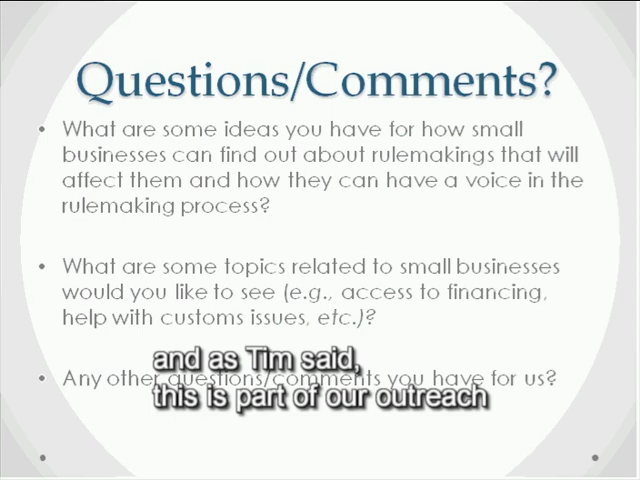 Questions/Comments?
• What are some ideas you have for how small
businesses can find out about rulemakings that will
affect them and how they can have a voice in the
rulemaking process?
• What are some topics related to small businesses
would you like to see (e.g., access to financing,
help with customs issues, etc.)?
• Any other questions/comments you have for us?
and as Tim said,
this is part of our outreach